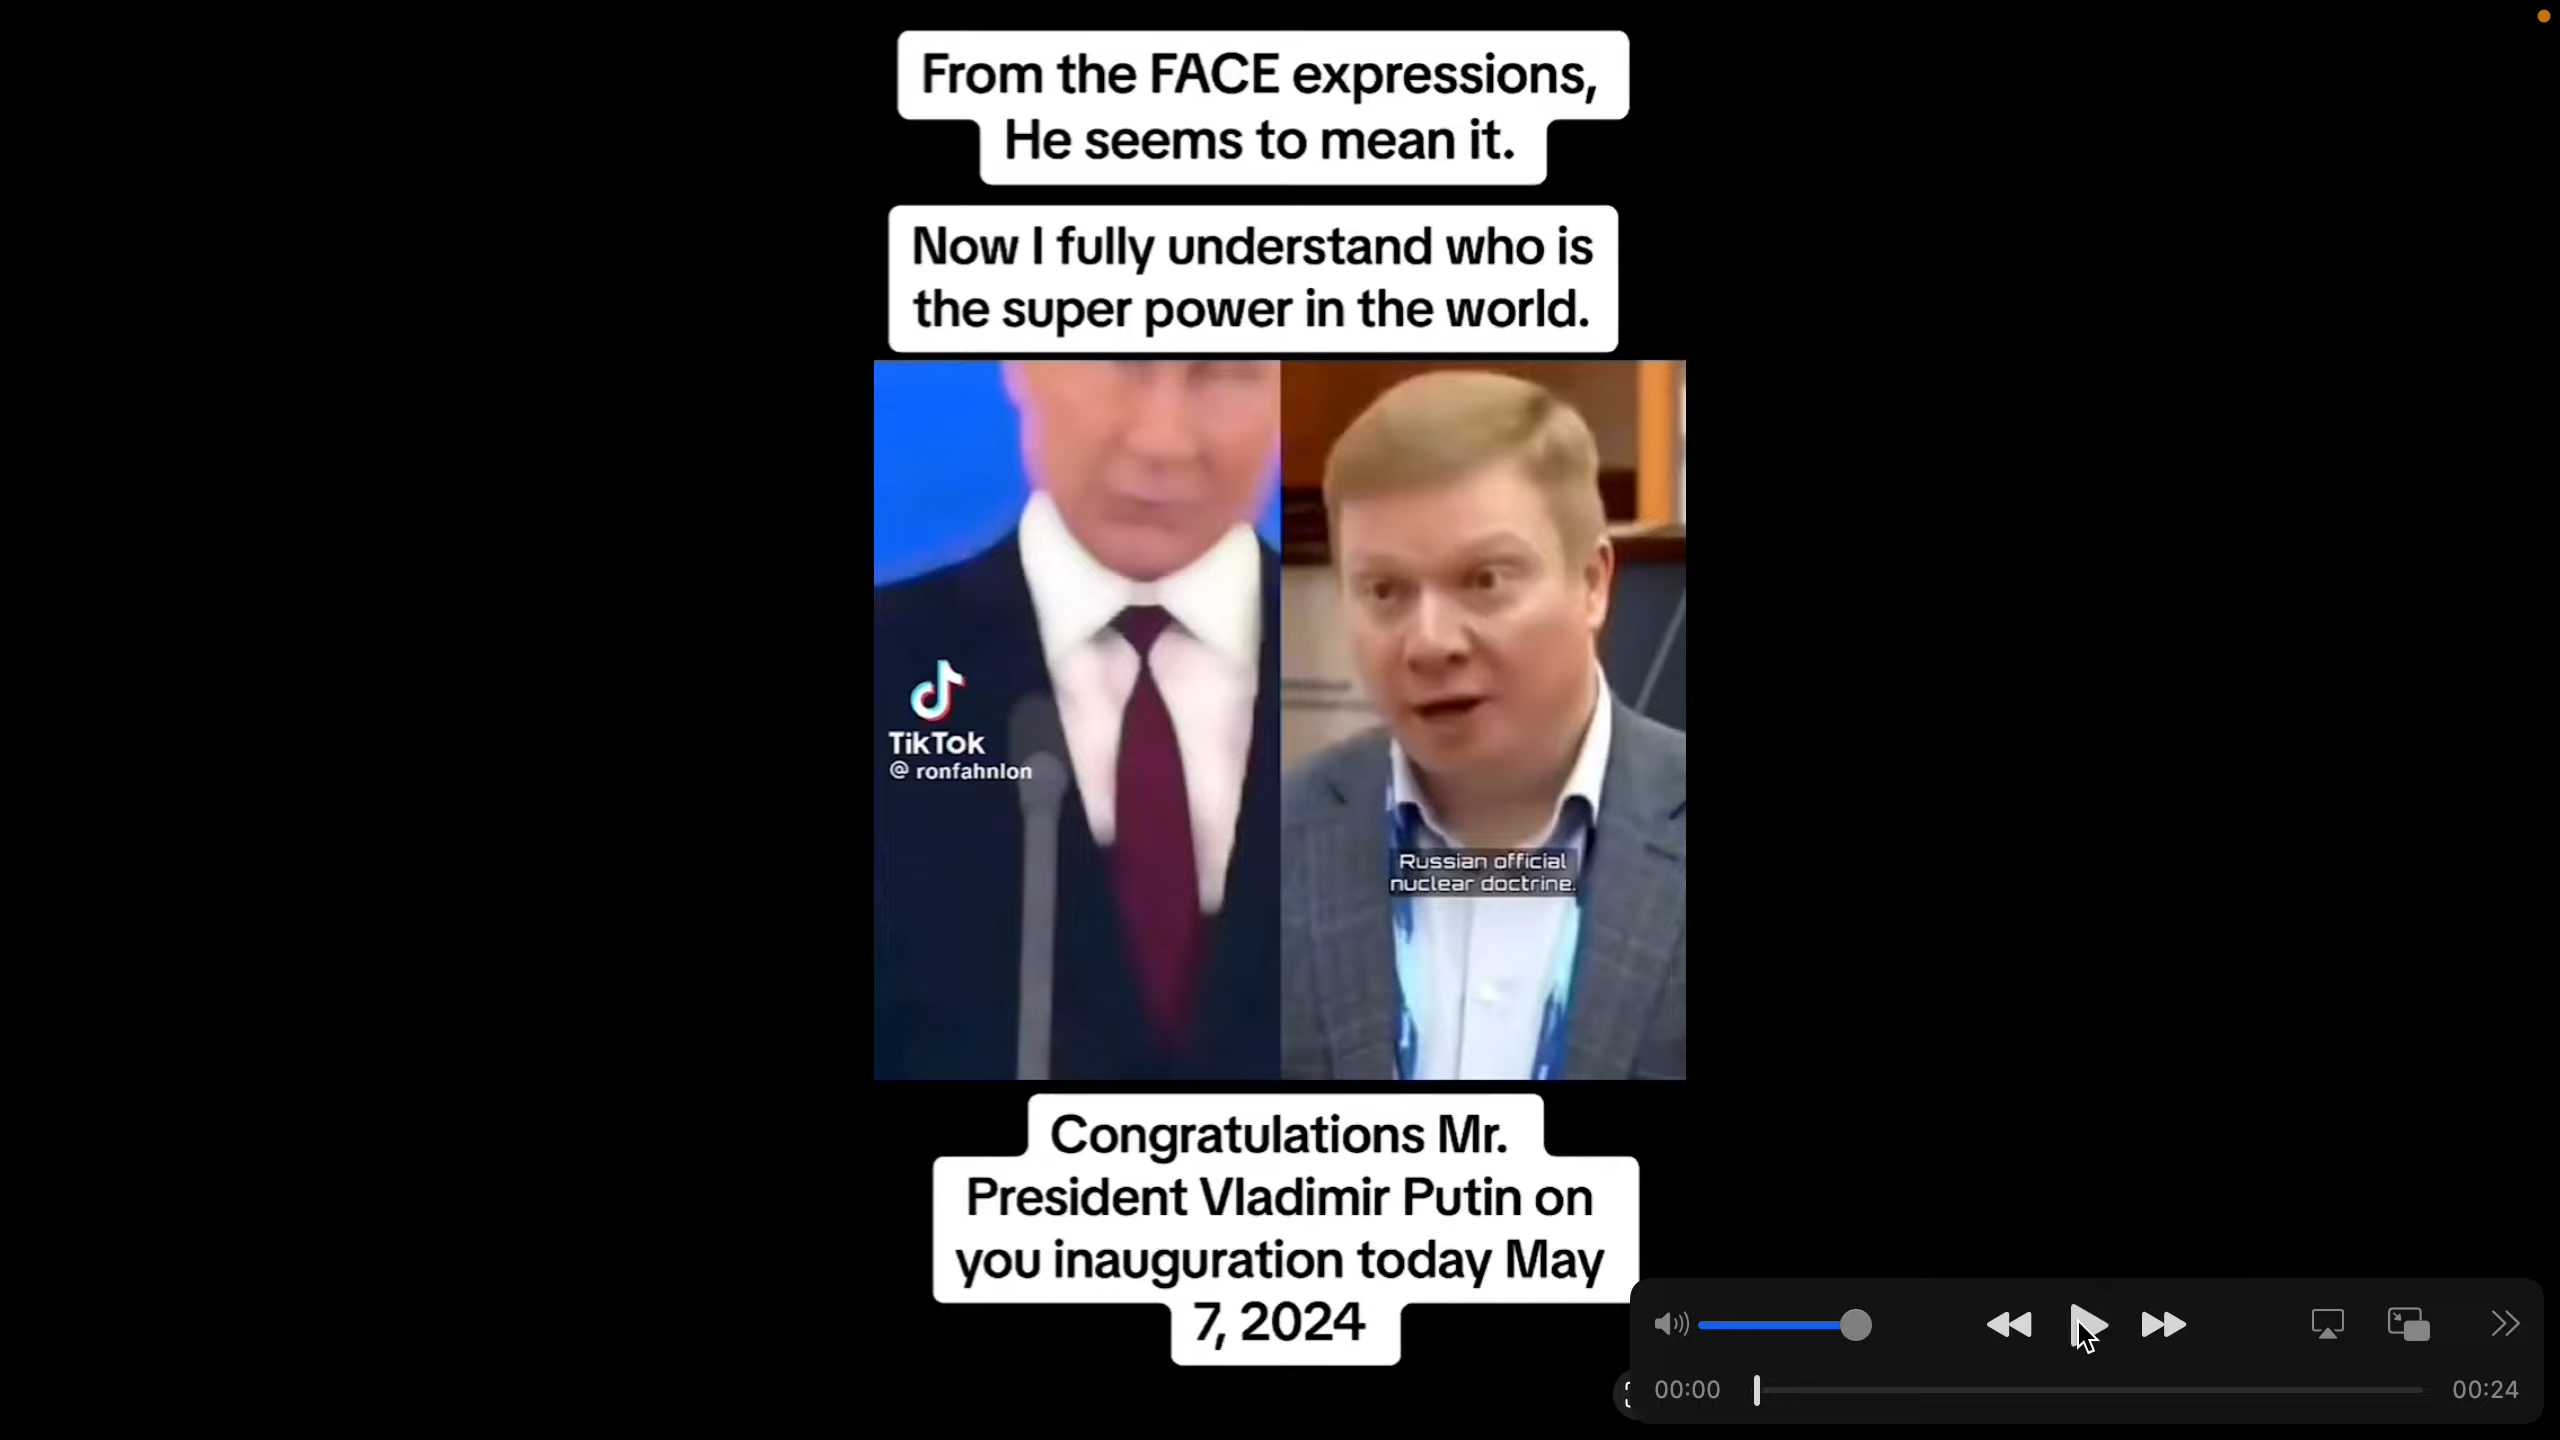 From the FACE expressions,
He seems to mean it.
Now I fully understand who is
the super power in the world.
TikTok
@ ronfahnlon
Russian official
nuclear doctrine.
Congratulations Mr.
President Vladimir Putin on
you inauguration today May
7, 2024
00:00
00:24